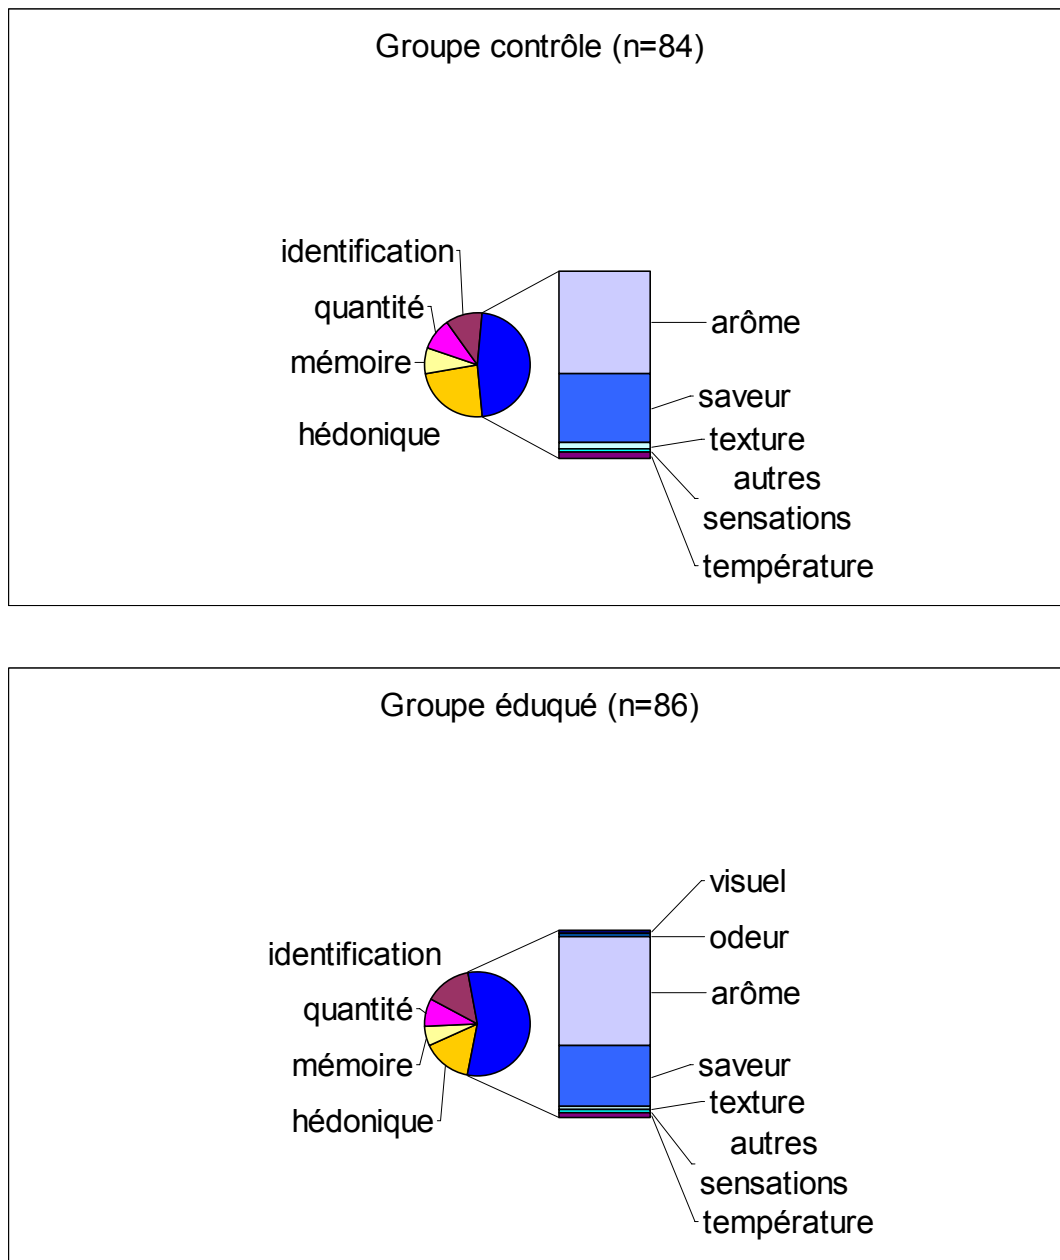 Groupe contrôle (n=84)
identification
quantité
mémoire
hédonique
arôme
saveur
texture
autres
sensations
température
Groupe éduqué (n=86)
identification
quantité
mémoire
hédonique
visuel
odeur
arôme
saveur
texture
autres
sensations
température